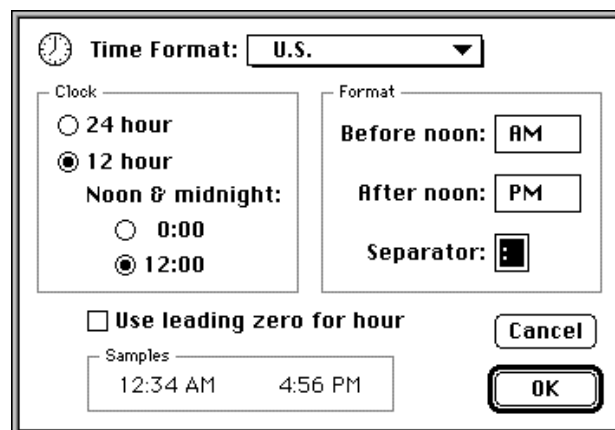 Time Format: U.S.
Clock
24 hour
12 hour
Noon & midnight:
0:00
12:00
Format
Before noon: AM
After noon: PM
Separator: :
Use leading zero for hour
Samples
12:34 AM 4:56 PM
Cancel
OK